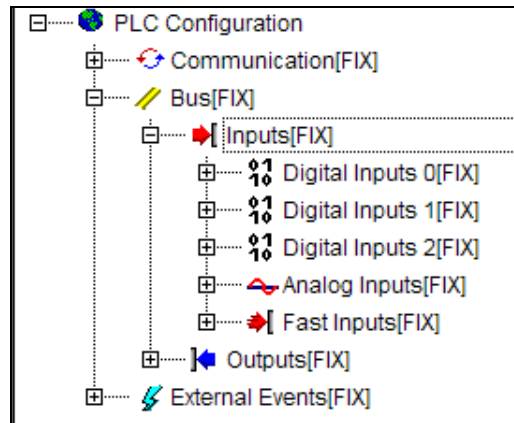 PLC Configuration
Communication[FIX]
Bus[FIX]
Inputs[FIX]
Digital Inputs 0[FIX]
Digital Inputs 1[FIX]
Digital Inputs 2[FIX]
Analog Inputs[FIX]
Fast Inputs[FIX]
Outputs[FIX]
External Events[FIX]